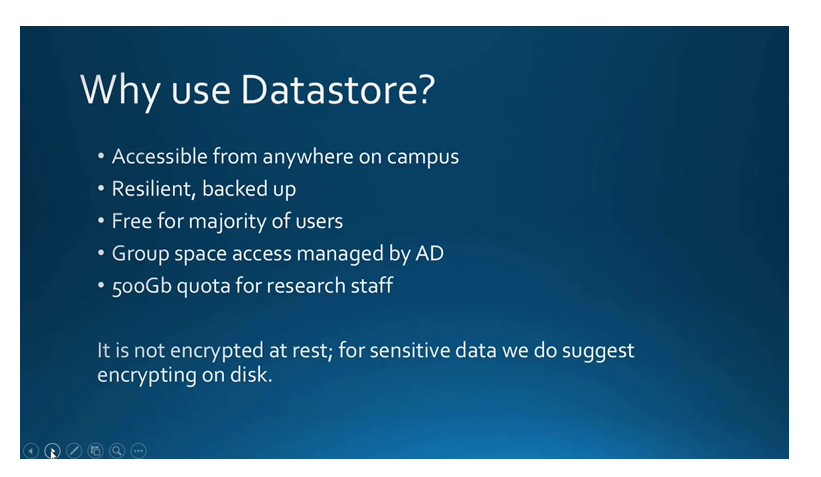 Why use Datastore?
• Accessible from anywhere on campus
• Resilient, backed up
• Free for majority of users
• Group space access managed by AD
• 500Gb quota for research staff
It is not encrypted at rest; for sensitive data we do suggest
encrypting on disk.